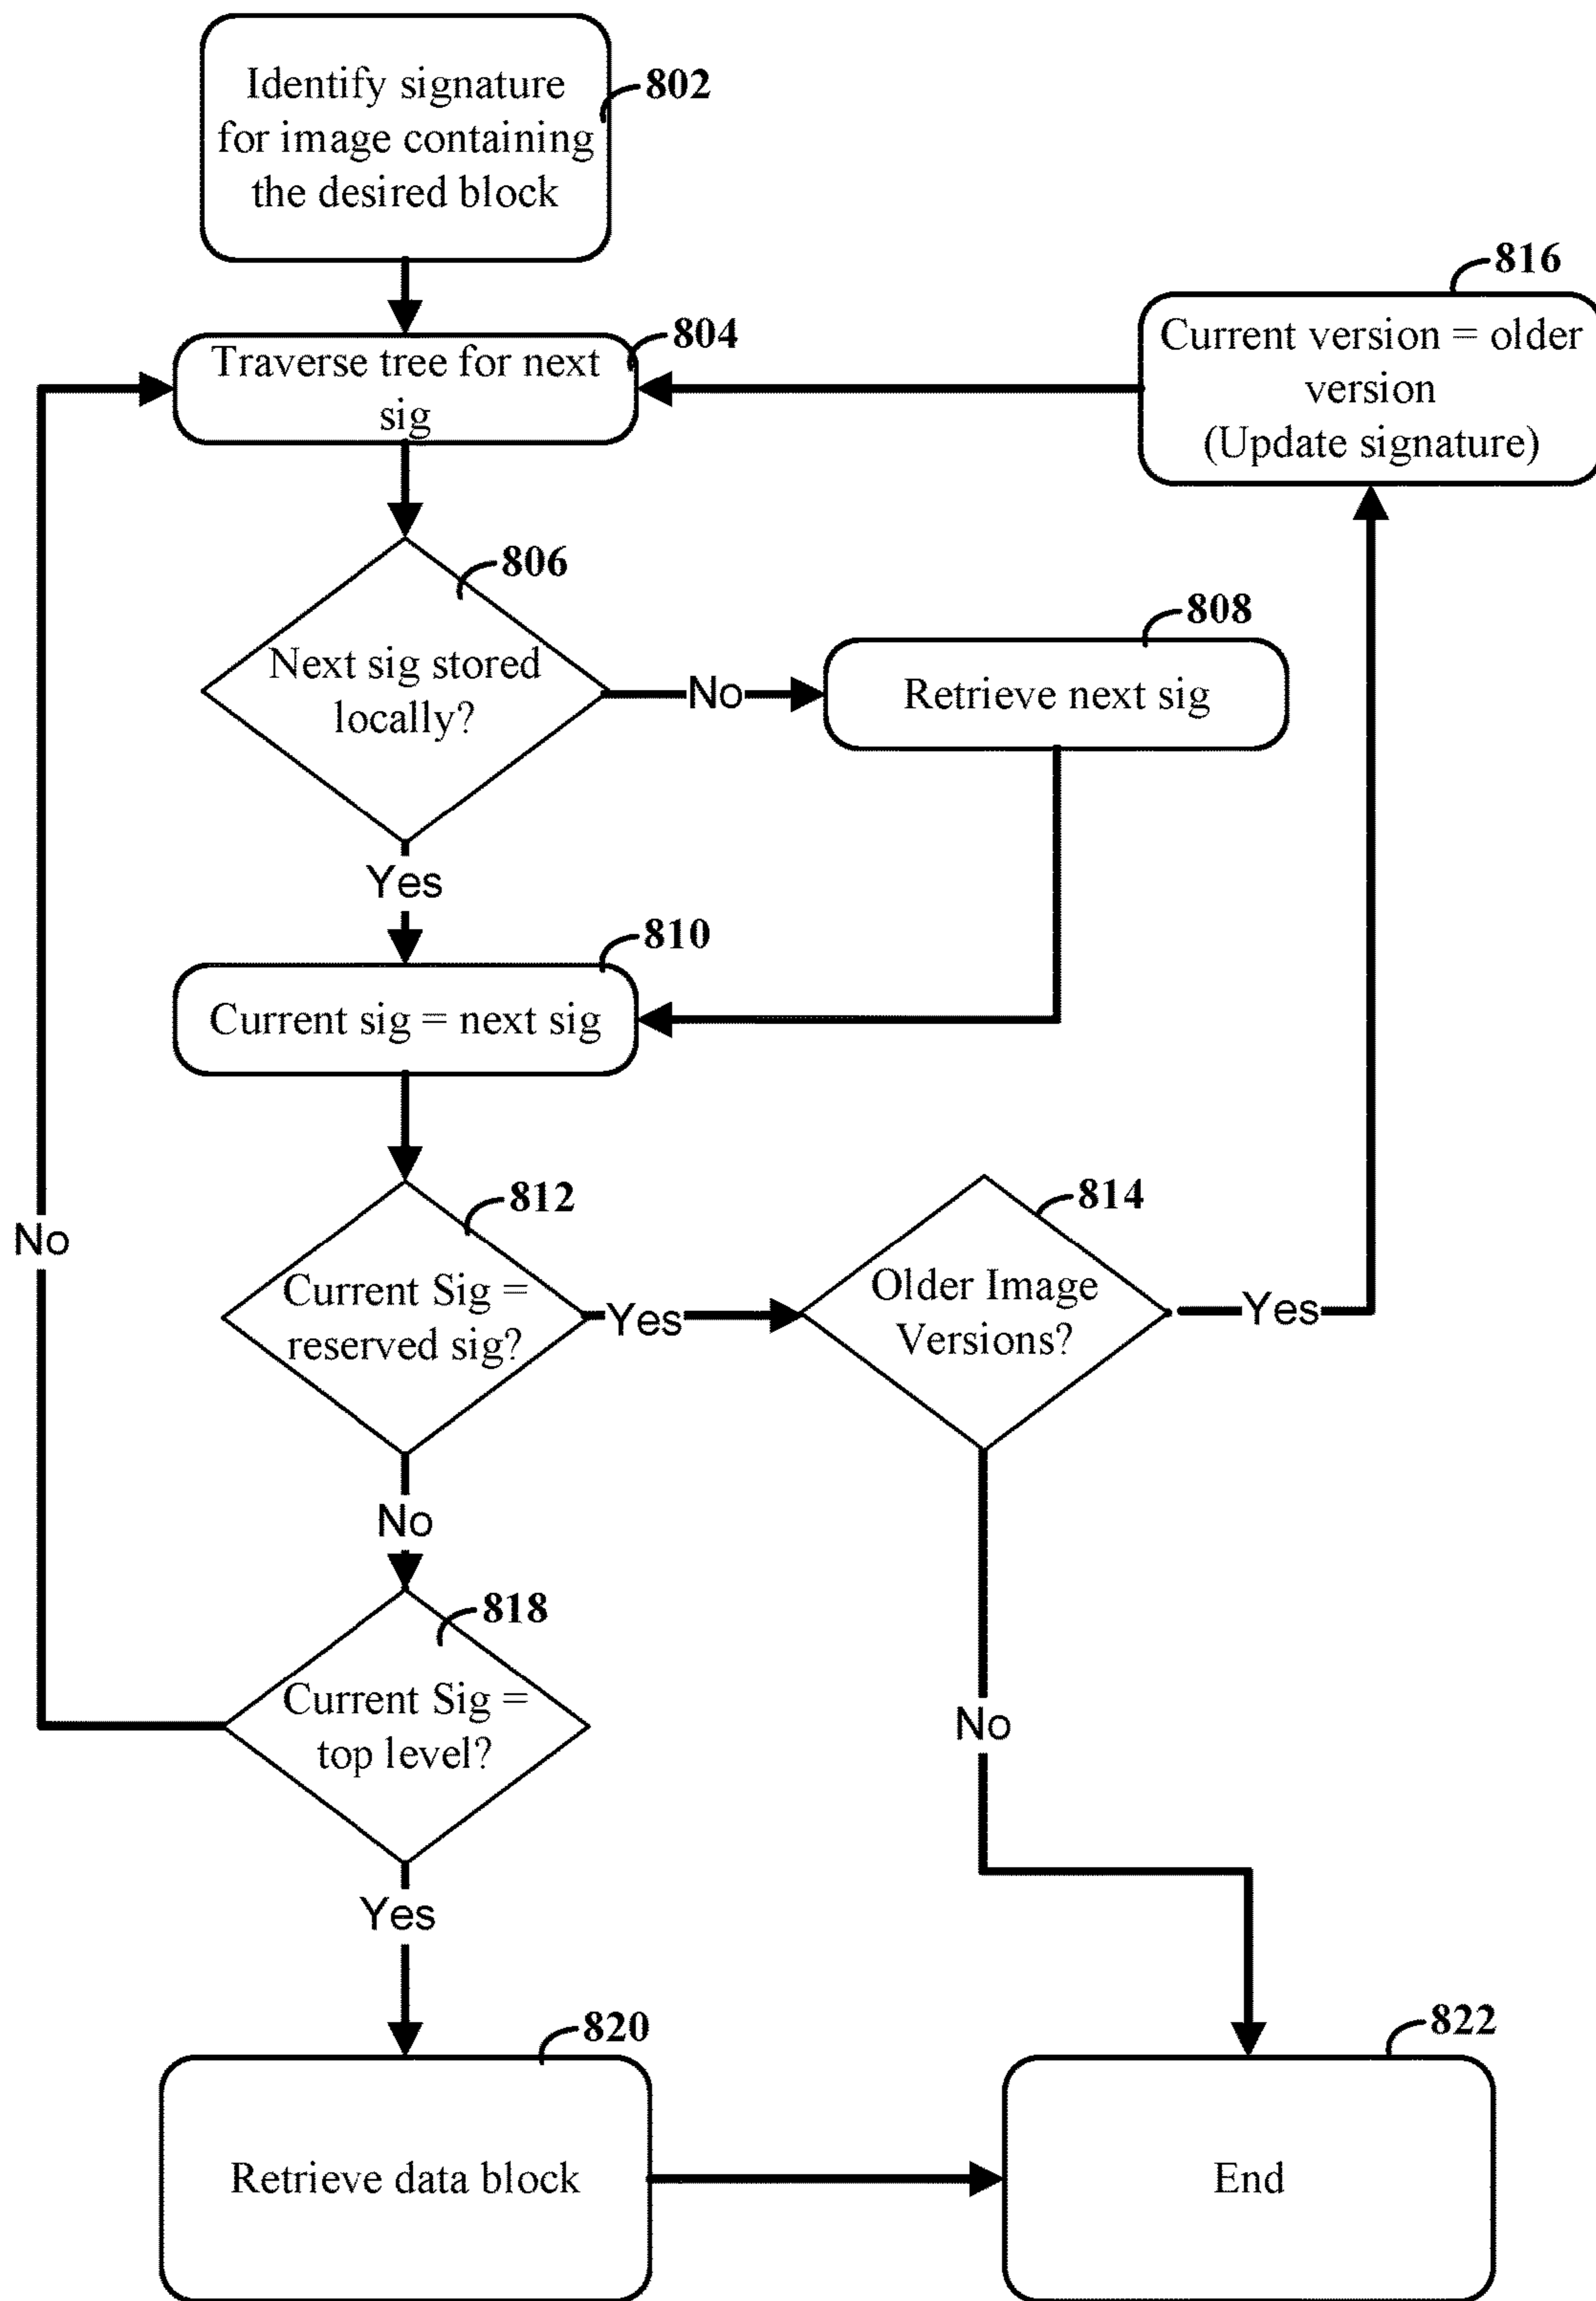 Identify signature
for image containing
the desired block
802
816
Current version = older
version
(Update signature)
804
Traverse tree for next
sig
806
Next sig stored
locally?
No
808
Retrieve next sig
Yes
810
Current sig = next sig
No
812
Current Sig =
reserved sig?
Yes
814
Older Image
Versions?
Yes
No
818
Current Sig =
top level?
No
Yes
820
Retrieve data block
822
End